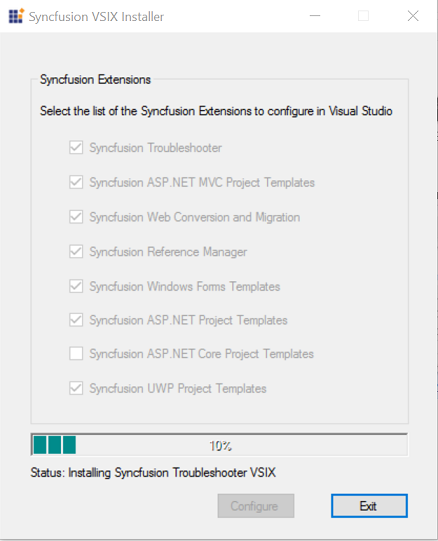 Syncfusion VSIX Installer
Syncfusion Extensions
Select the list of the Syncfusion Extensions to configure in Visual Studio
Syncfusion Troubleshooter
Syncfusion ASP.NET MVC Project Templates
Syncfusion Web Conversion and Migration
Syncfusion Reference Manager
Syncfusion Windows Forms Templates
Syncfusion ASP.NET Project Templates
Syncfusion ASP.NET Core Project Templates
Syncfusion UWP Project Templates
10%
Status: Installing Syncfusion Troubleshooter VSIX
Configure Exit